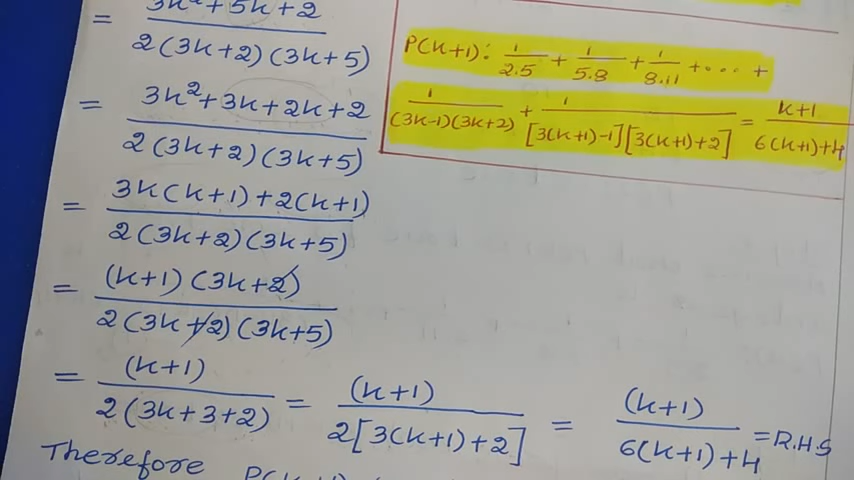 = 3k²+5k+2 / 2(3k+2)(3k+5)
= 3k²+3k+2k+2 / 2(3k+2)(3k+5)
= 3k(k+1)+2(k+1) / 2(3k+2)(3k+5)
= (k+1)(3k+2) / 2(3k+2)(3k+5)
= (k+1) / 2(3k+3+2) = (k+1) / 2[3(k+1)+2] = (k+1) / 6(k+1)+4 = R.H.S
Therefore P(k+1)
P(k+1): 1/2.5 + 1/5.8 + 1/8.11 + .... +
1/(3k-1)(3k+2) + 1/[3(k+1)-1][3(k+1)+2] = k+1/6(k+1)+4